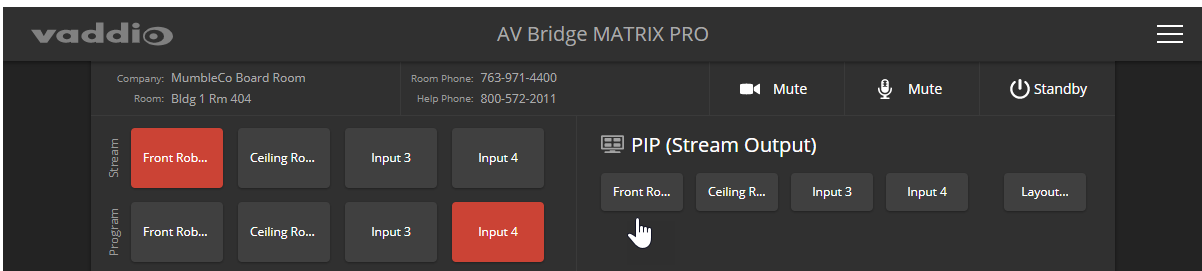 vaddio
AV Bridge MATRIX PRO
Company: MumbleCo Board Room
Room: Bldg 1 Rm 404
Room Phone: 763-971-4400
Help Phone: 800-572-2011
Mute
Mute
Standby
Stream
Front Rob...
Ceiling Ro...
Input 3
Input 4
Program
Front Rob...
Ceiling Ro...
Input 3
Input 4
PIP (Stream Output)
Front Ro...
Ceiling R...
Input 3
Input 4
Layout...